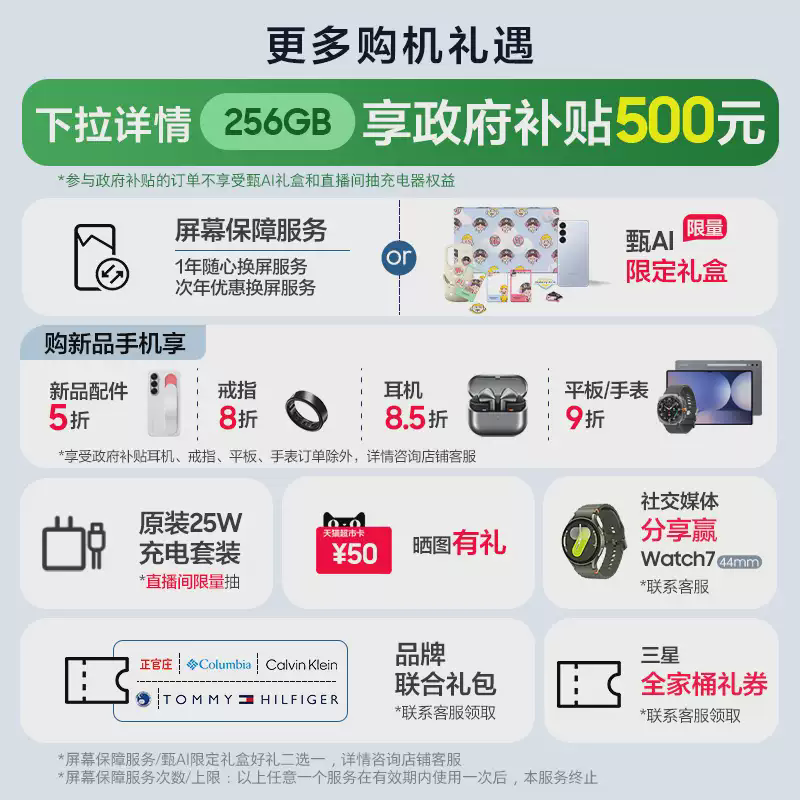 更多购机礼遇
下拉详情 256GB 享政府补贴500元
*参与政府补贴的订单不享受甄AI礼盒和直播间抽充电器权益
屏幕保障服务
1年随心换屏服务
次年优惠换屏服务
or
甄AI 限量
限定礼盒
购新品手机享
新品配件
5折
戒指
8折
耳机
8.5折
平板/手表
9折
*享受政府补贴耳机、戒指、平板、手表订单除外，详情咨询店铺客服
原装25W
充电套装
*直播间限量抽
天猫超市卡
¥50
晒图有礼
社交媒体
分享赢
Watch7 44mm
*联系客服
正官庄 Columbia Calvin Klein
TOMMY HILFIGER
品牌
联合礼包
*联系客服领取
三星
全家桶礼券
*联系客服领取
*屏幕保障服务/甄AI限定礼盒好礼二选一，详情咨询店铺客服
*屏幕保障服务次数/上限：以上任意一个服务在有效期内使用一次后，本服务终止